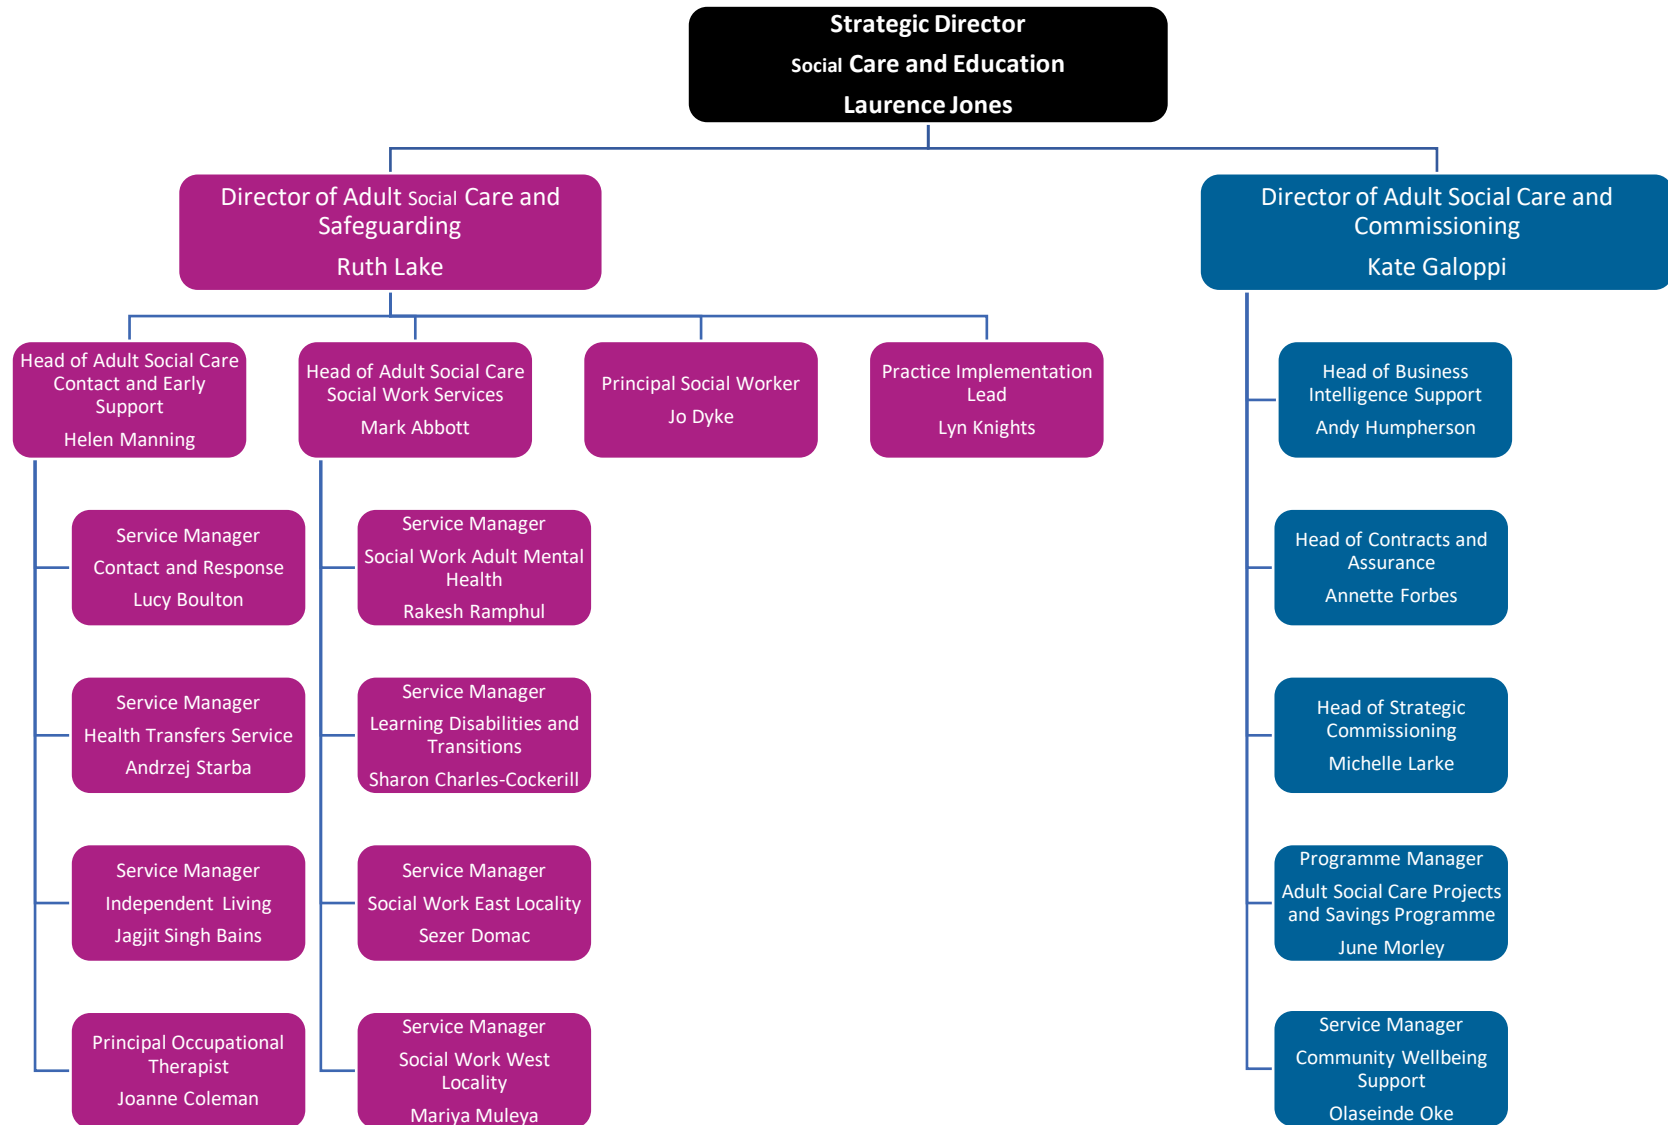 Strategic Director
Social Care and Education
Laurence Jones
Director of Adult Social Care and
Safeguarding
Ruth Lake
Director of Adult Social Care and
Commissioning
Kate Galoppi
Head of Adult Social Care
Contact and Early
Support
Helen Manning
Head of Adult Social Care
Social Work Services
Mark Abbott
Principal Social Worker
Jo Dyke
Practice Implementation
Lead
Lyn Knights
Head of Business
Intelligence Support
Andy Humpherson
Service Manager
Contact and Response
Lucy Boulton
Service Manager
Social Work Adult Mental
Health
Rakesh Ramphul
Head of Contracts and
Assurance
Annette Forbes
Service Manager
Health Transfers Service
Andrzej Starba
Service Manager
Learning Disabilities and
Transitions
Sharon Charles-Cockerill
Head of Strategic
Commissioning
Michelle Larke
Service Manager
Independent Living
Jagjit Singh Bains
Service Manager
Social Work East Locality
Sezer Domac
Programme Manager
Adult Social Care Projects
and Savings Programme
June Morley
Principal Occupational
Therapist
Joanne Coleman
Service Manager
Social Work West
Locality
Mariya Muleya
Service Manager
Community Wellbeing
Support
Olaseinde Oke